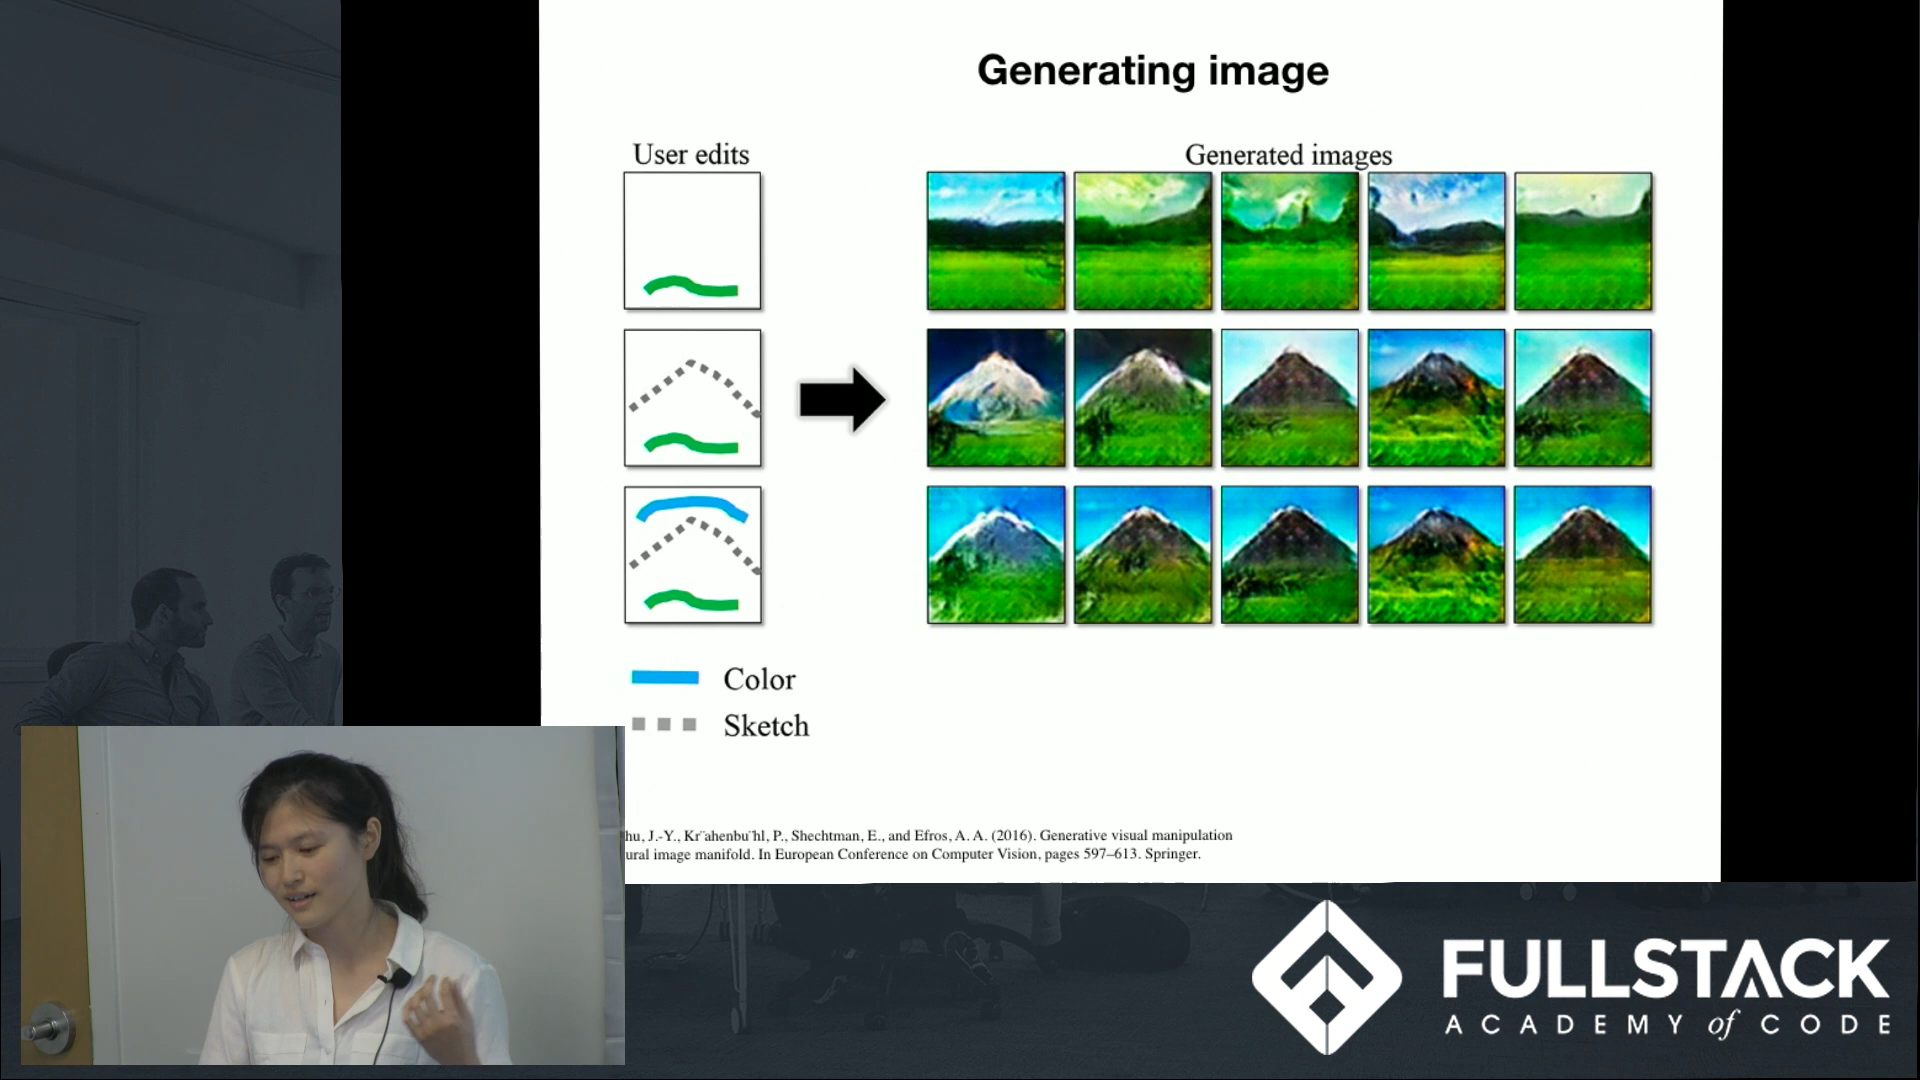 Generating image
User edits
Generated images
Color
Sketch
hu, J.-Y., Kr¨ahenbu¨hl, P., Shechtman, E., and Efros, A. A. (2016). Generative visual manipulation
ural image manifold. In European Conference on Computer Vision, pages 597–613. Springer.
FULLSTACK
ACADEMY of CODE